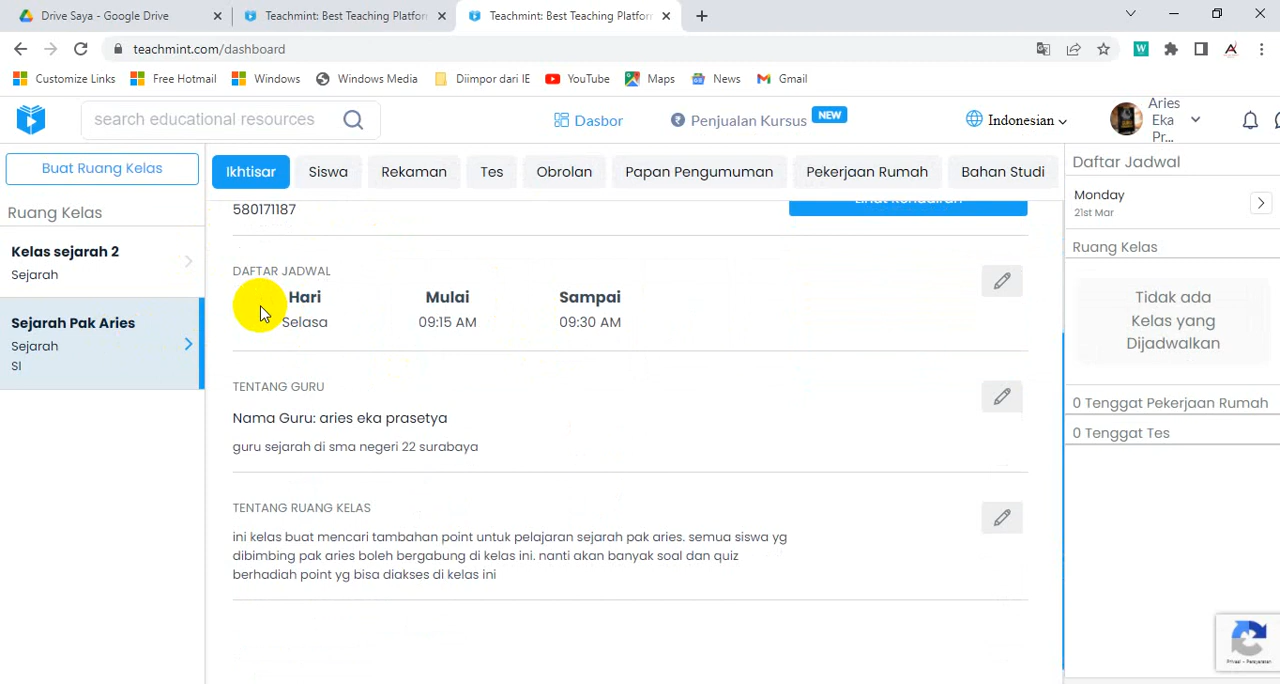 Drive Saya - Google Drive
Teachmint: Best Teaching Platfor
Teachmint: Best Teaching Platfor
teachmint.com/dashboard
Customize Links
Free Hotmail
Windows
Windows Media
Diimpor dari IE
YouTube
Maps
News
Gmail
search educational resources
Dasbor
Penjualan Kursus
NEW
Indonesian
Aries
Eka
Pr...
Buat Ruang Kelas
Ruang Kelas
Kelas sejarah 2
Sejarah
Sejarah Pak Aries
Sejarah
SI
Ikhtisar
Siswa
Rekaman
Tes
Obrolan
Papan Pengumuman
Pekerjaan Rumah
Bahan Studi
580171187
DAFTAR JADWAL
Hari Mulai Sampai
Selasa 09:15 AM 09:30 AM
TENTANG GURU
Nama Guru: aries eka prasetya
guru sejarah di sma negeri 22 surabaya
TENTANG RUANG KELAS
ini kelas buat mencari tambahan point untuk pelajaran sejarah pak aries. semua siswa yg
dibimbing pak aries boleh bergabung di kelas ini. nanti akan banyak soal dan quiz
berhadiah point yg bisa diakses di kelas ini
Daftar Jadwal
Monday
21st Mar
Ruang Kelas
Tidak ada
Kelas yang
Dijadwalkan
0 Tenggat Pekerjaan Rumah
0 Tenggat Tes